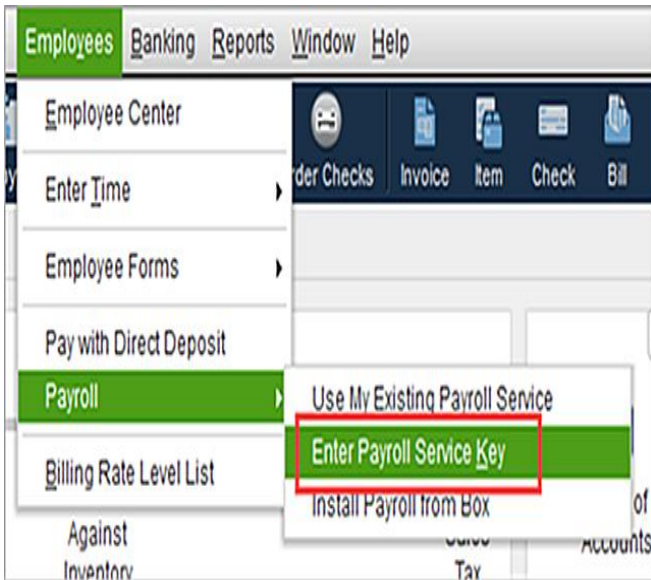 Employees Banking Reports Window Help
Employee Center
der Checks Invoice Item Check Bill
Enter Time
Employee Forms
Pay with Direct Deposit
Payroll
Use My Existing Payroll Service
Enter Payroll Service Key
Install Payroll from Box
Billing Rate Level List
of
Against
Accounts
Inventory
Tax